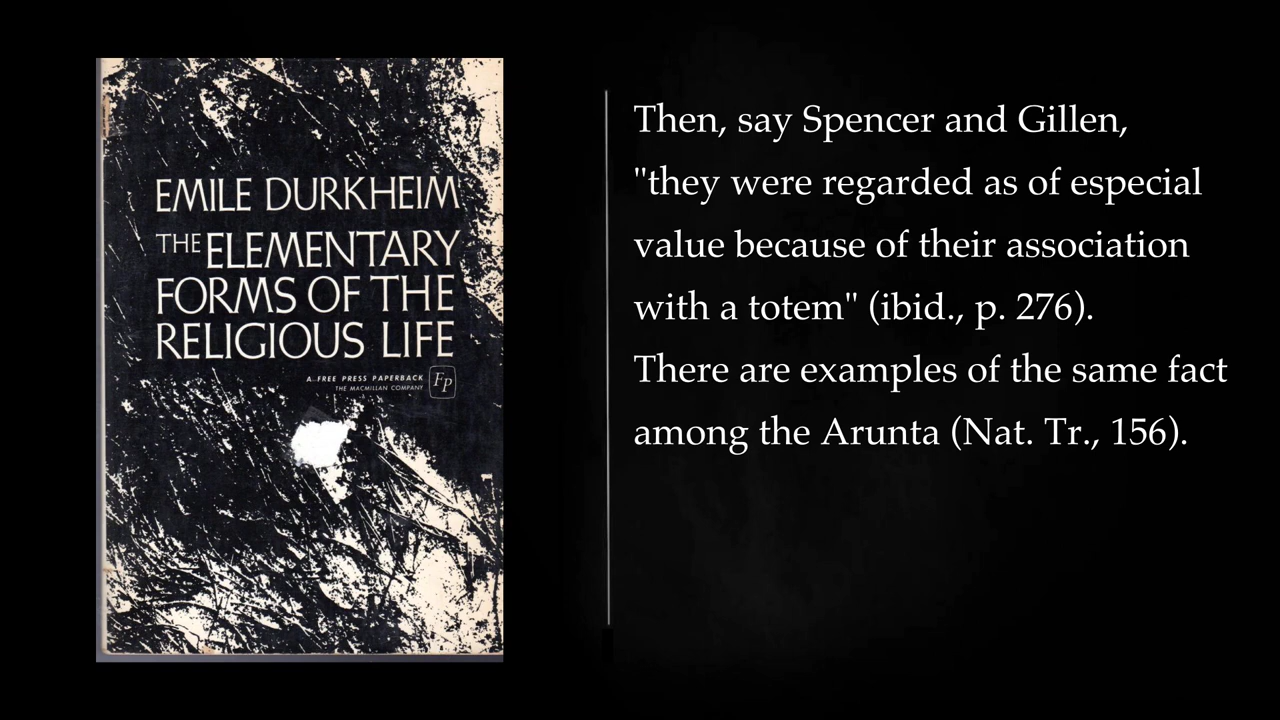 EMILE DURKHEIM
THE ELEMENTARY
FORMS OF THE
RELIGIOUS LIFE
A FREE PRESS PAPERBACK
THE MACMILLAN COMPANY
Fp
Then, say Spencer and Gillen,
"they were regarded as of especial
value because of their association
with a totem" (ibid., p. 276).
There are examples of the same fact
among the Arunta (Nat. Tr., 156).